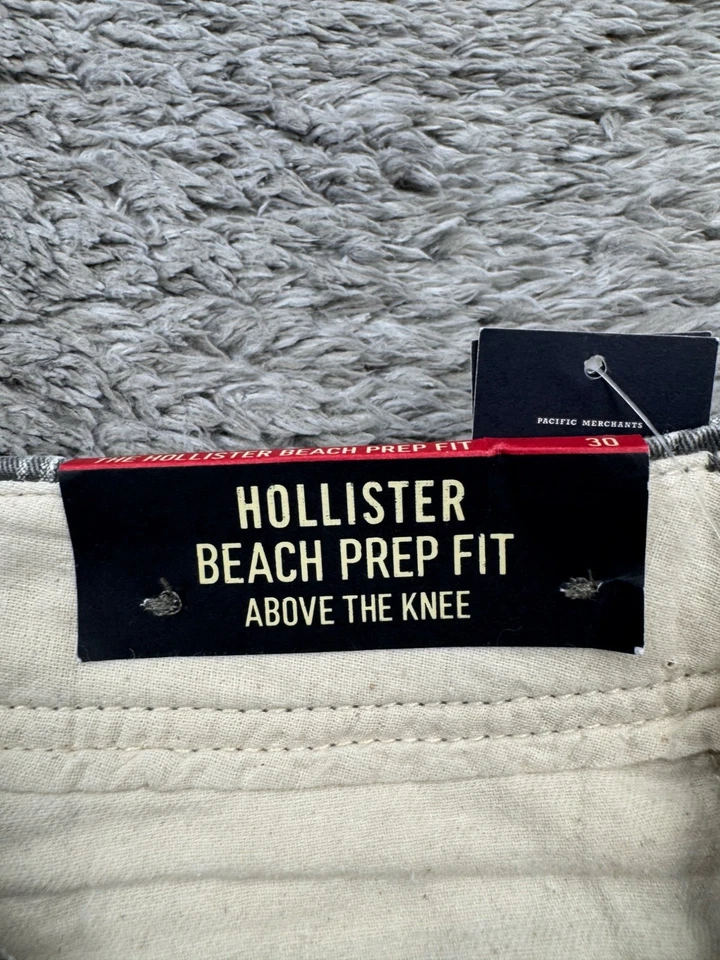 PACIFIC MERCHANTS
THE HOLLISTER BEACH PREP FIT 30
HOLLISTER
BEACH PREP FIT
ABOVE THE KNEE